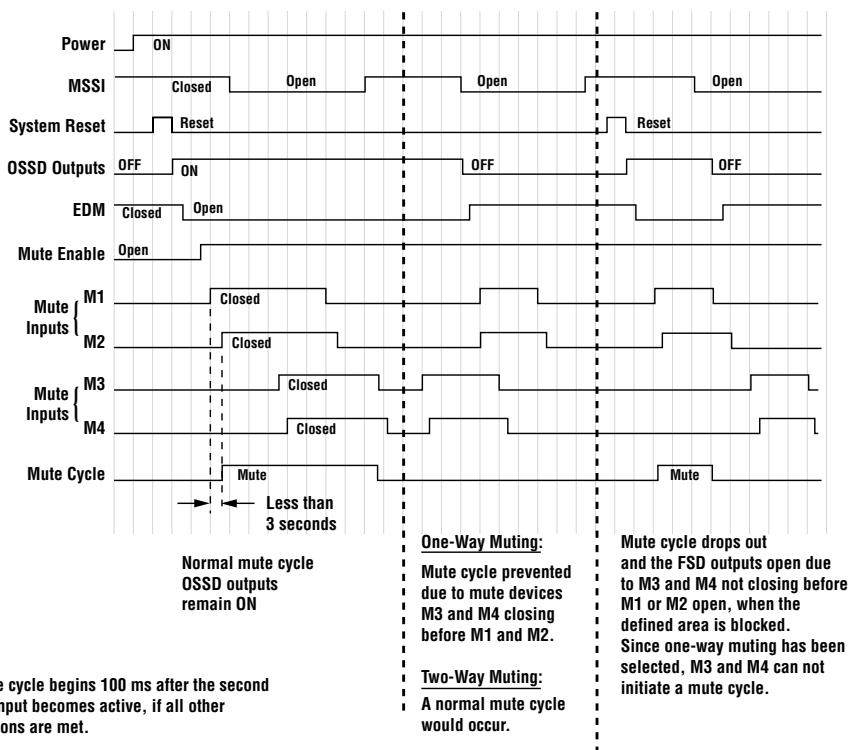 Power ON
MSSI Closed Open Open Open
System Reset Reset Reset
OSSD Outputs OFF ON OFF OFF
EDM Closed Open
Mute Enable Open
Mute Inputs M1 Closed
M2 Closed
Mute Inputs M3 Closed
M4 Closed
Mute Cycle Mute Mute
Less than
3 seconds
Normal mute cycle
OSSD outputs
remain ON
One-Way Muting:
Mute cycle prevented
due to mute devices
M3 and M4 closing
before M1 and M2.
Two-Way Muting:
A normal mute cycle
would occur.
Mute cycle drops out
and the FSD outputs open due
to M3 and M4 not closing before
M1 or M2 open, when the
defined area is blocked.
Since one-way muting has been
selected, M3 and M4 can not
initiate a mute cycle.
cycle begins 100 ms after the second
becomes active, if all other
are met.